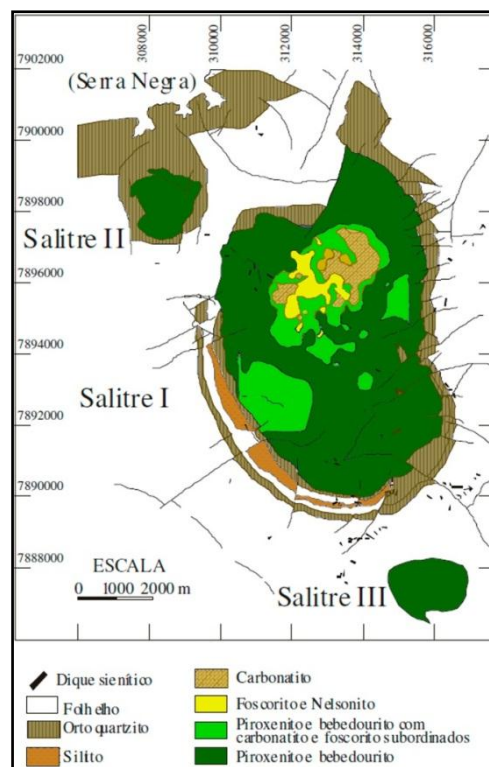 308000
310000
312000
314000
316000
7902000
(Serra Negra)
7900000
7898000
Salitre II
7896000
7894000
Salitre I
7892000
7890000
7888000
ESCALA
0 1000 2000 m
Salitre III
Dique sienítico
Folhelho
Ortoquartzito
Silito
Carbonatito
Foscorito e Nelsonito
Piroxenito e bebedourito com
carbonatito e foscorito subordinados
Piroxenito e bebedourito